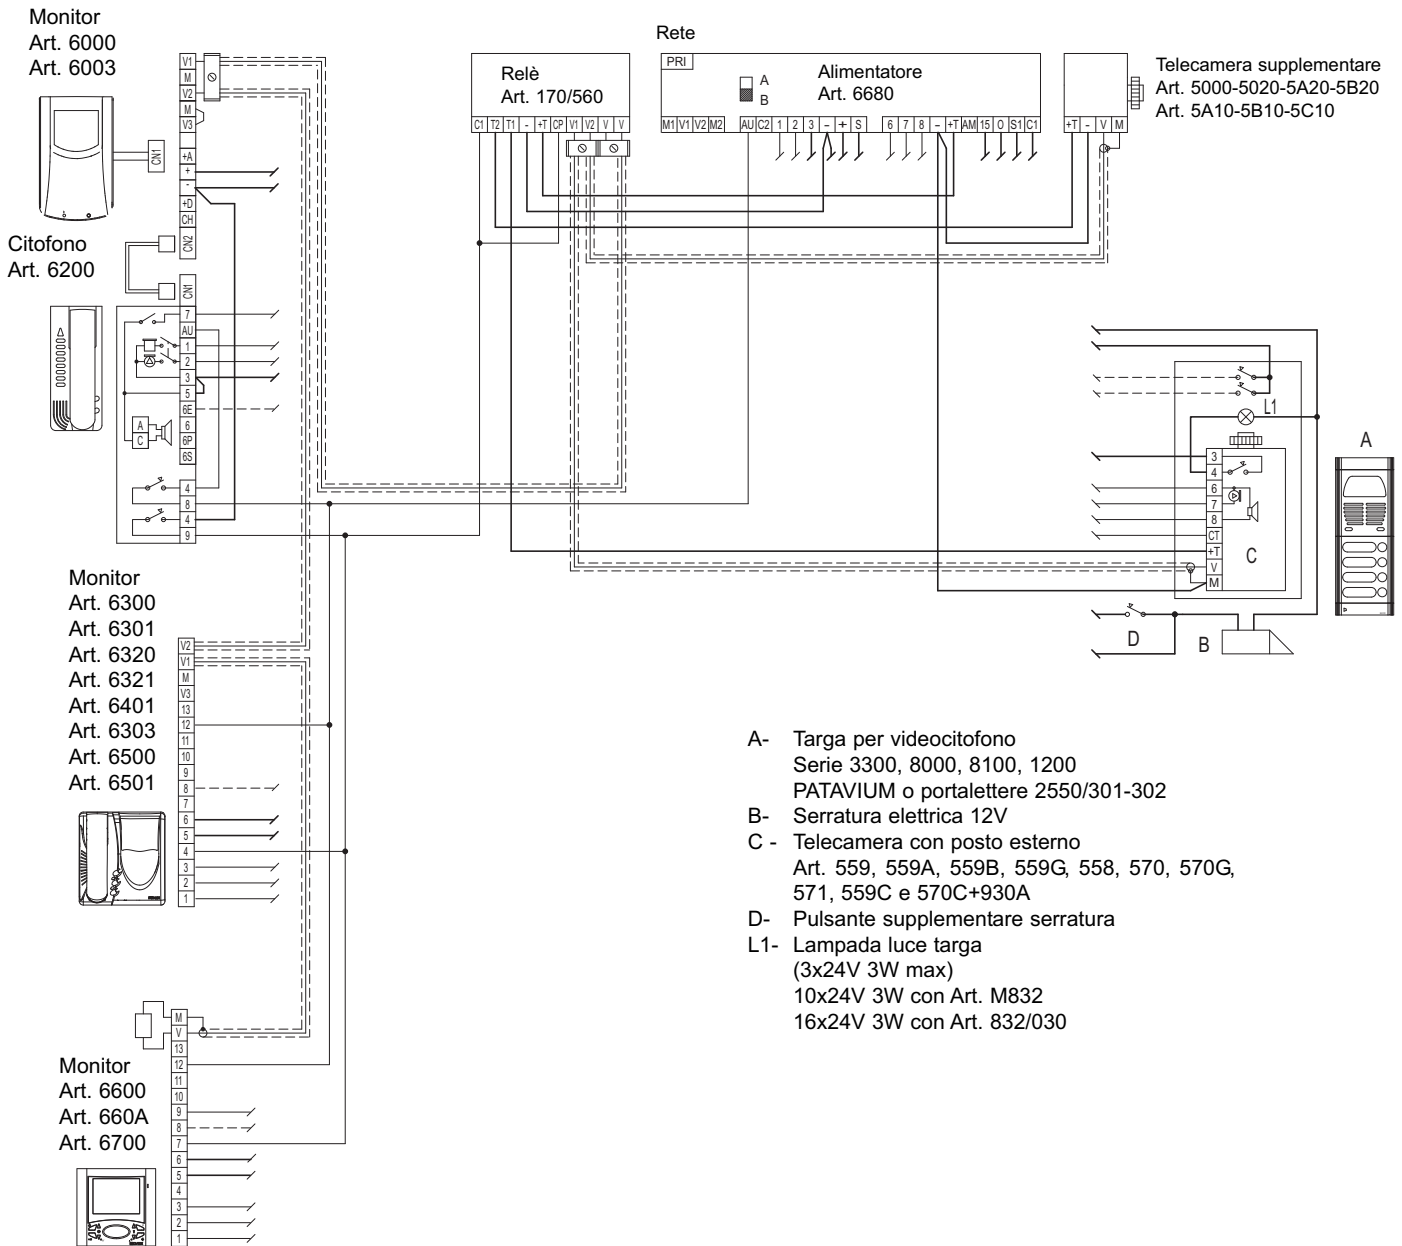 Monitor
Art. 6000
Art. 6003
V1
M
V2
M
V3
+A
+
-
+D
CH
CN2
CN1
Citofono
Art. 6200
CN1
7
AU
1
2
3
5
6E
6
6P
6S
4
8
4
9
A
C
Relè
Art. 170/560
C1 T2 T1 - +T CP V1 V2 V V
Rete
PRI
A
B
Alimentatore
Art. 6680
M1 V1 V2 M2 AU C2 1 2 3 - + S 6 7 8 - +T AM 15 0 S1 C1
+T - V M
Telecamera supplementare
Art. 5000-5020-5A20-5B20
Art. 5A10-5B10-5C10
L1
3
4
6
7
8
CT
+T
V
M
C
A
D
B
Monitor
Art. 6300
Art. 6301
Art. 6320
Art. 6321
Art. 6401
Art. 6303
Art. 6500
Art. 6501
V2
V1
M
V3
13
12
11
10
9
8
7
6
5
4
3
2
1
A- Targa per videocitofono
Serie 3300, 8000, 8100, 1200
PATAVIUM o portalettere 2550/301-302
B- Serratura elettrica 12V
C - Telecamera con posto esterno
Art. 559, 559A, 559B, 559G, 558, 570, 570G,
571, 559C e 570C+930A
D- Pulsante supplementare serratura
L1- Lampada luce targa
(3x24V 3W max)
10x24V 3W con Art. M832
16x24V 3W con Art. 832/030
Monitor
Art. 6600
Art. 660A
Art. 6700
M
V
13
12
11
10
9
8
7
6
5
4
3
2
1